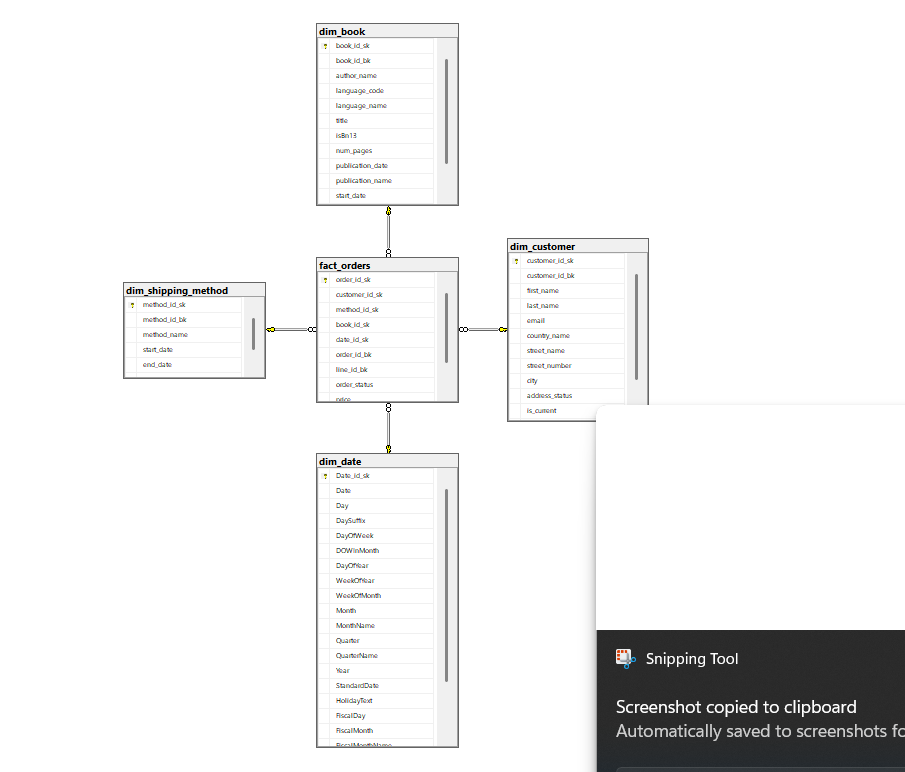 dim_book
book_id_sk
book_id_bk
author_name
language_code
language_name
title
isBn13
num_pages
publication_date
publication_name
start_date
dim_customer
customer_id_sk
customer_id_bk
first_name
last_name
email
country_name
street_name
street_number
city
address_status
is_current
fact_orders
order_id_sk
customer_id_sk
method_id_sk
book_id_sk
date_id_sk
order_id_bk
line_id_bk
order_status
price
dim_shipping_method
method_id_sk
method_id_bk
method_name
start_date
end_date
dim_date
Date_id_sk
Date
Day
DaySuffix
DayOfWeek
DOWInMonth
DayOfYear
WeekOfYear
WeekOfMonth
Month
MonthName
Quarter
QuarterName
Year
StandardDate
HolidayText
FiscalDay
FiscalMonth
FiscalMonthName
Snipping Tool
Screenshot copied to clipboard
Automatically saved to screenshots fo